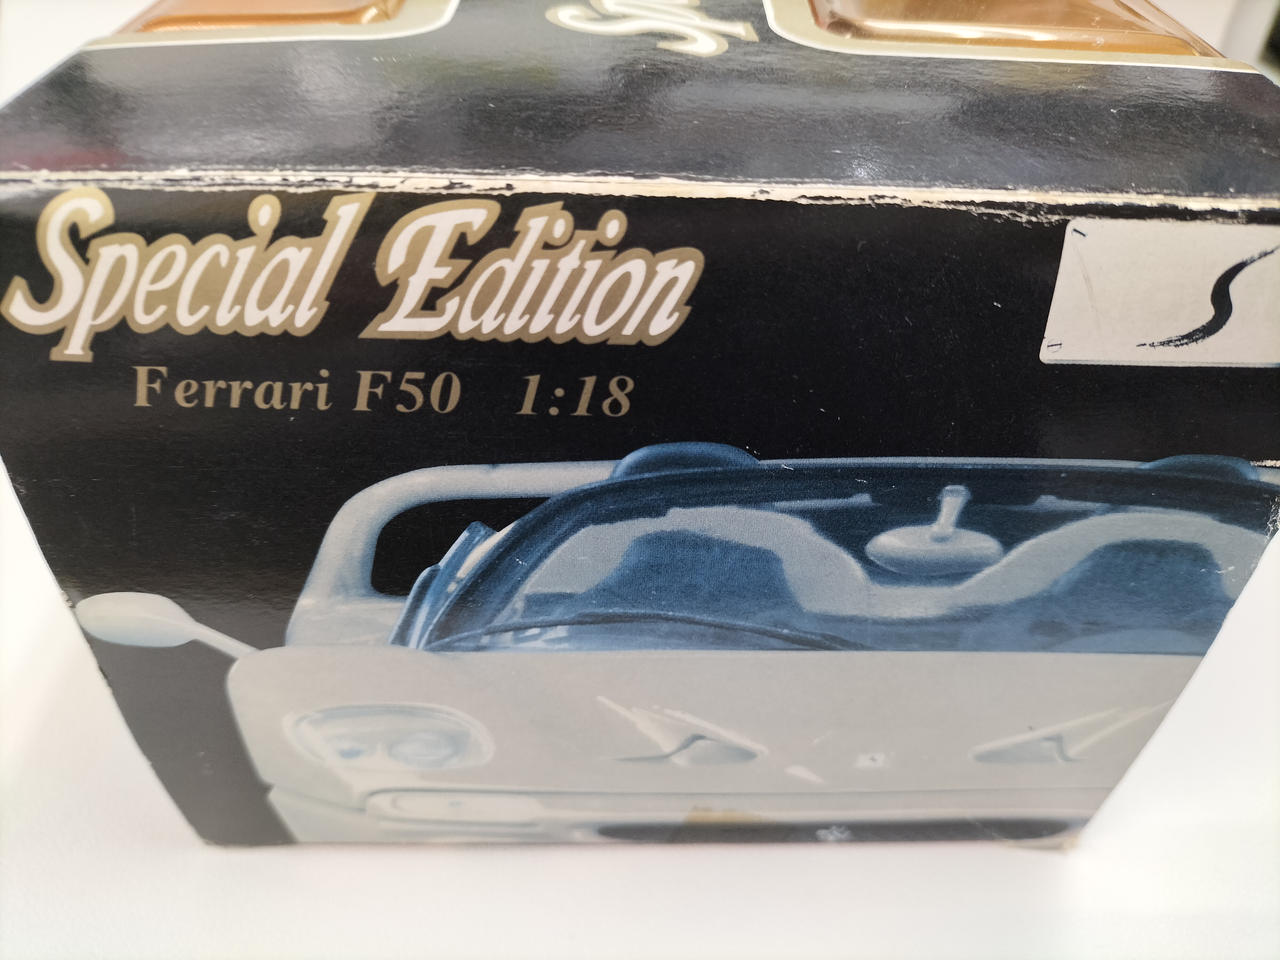 Special Edition
Ferrari F50 1:18
S